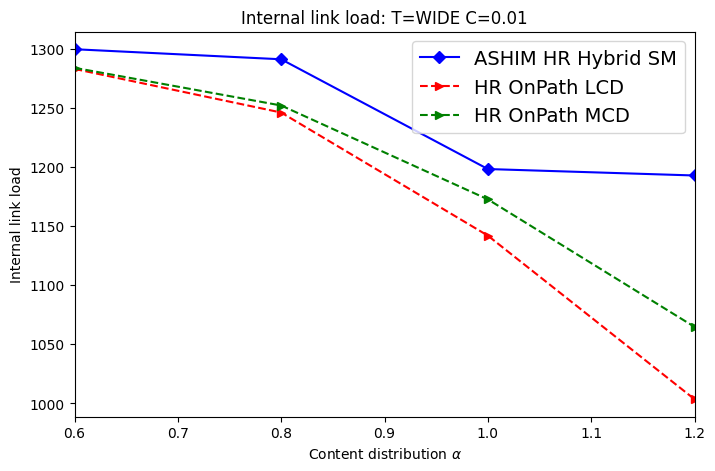 Internal link load: T=WIDE C=0.01
ASHIM HR Hybrid SM
HR OnPath LCD
HR OnPath MCD
Internal link load
1300
1250
1200
1150
1100
1050
1000
0.6 0.7 0.8 0.9 1.0 1.1 1.2
Content distribution α